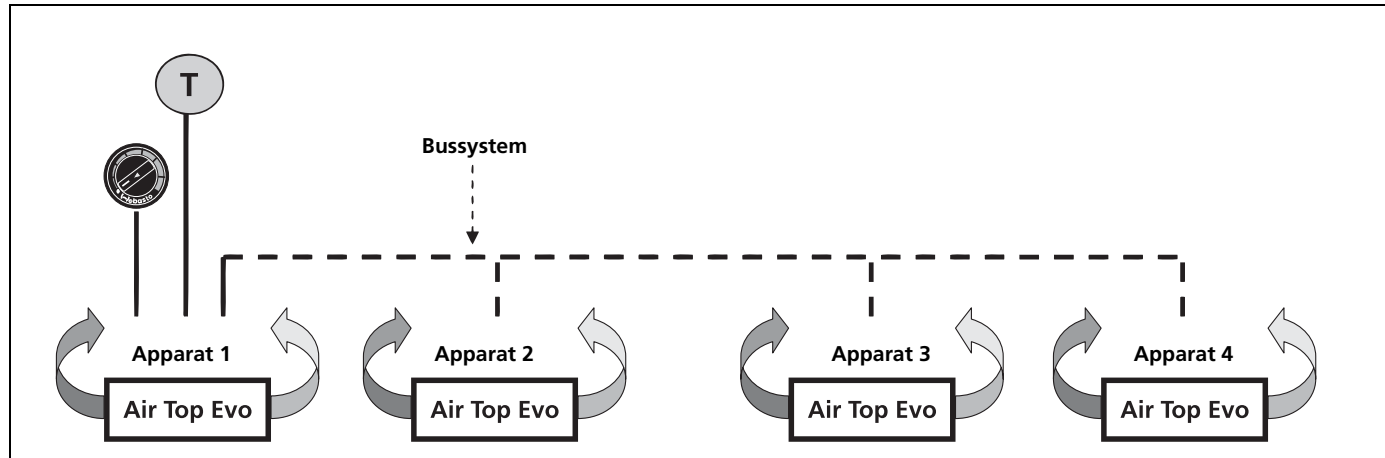 T
Webasto
Bussystem
Apparat 1
Apparat 2
Apparat 3
Apparat 4
Air Top Evo
Air Top Evo
Air Top Evo
Air Top Evo